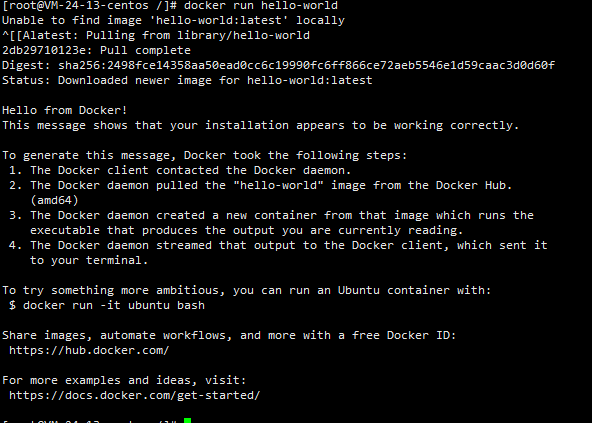 [root@VM-24-13-centos /]# docker run hello-world
Unable to find image 'hello-world:latest' locally
^[[Alatest: Pulling from library/hello-world
2db29710123e: Pull complete
Digest: sha256:2498fce14358aa50ead0cc6c19990fc6ff866ce72aeb5546e1d59caac3d0d60f
Status: Downloaded newer image for hello-world:latest

Hello from Docker!
This message shows that your installation appears to be working correctly.

To generate this message, Docker took the following steps:
 1. The Docker client contacted the Docker daemon.
 2. The Docker daemon pulled the "hello-world" image from the Docker Hub.
    (amd64)
 3. The Docker daemon created a new container from that image which runs the
    executable that produces the output you are currently reading.
 4. The Docker daemon streamed that output to the Docker client, which sent it
    to your terminal.

To try something more ambitious, you can run an Ubuntu container with:
 $ docker run -it ubuntu bash

Share images, automate workflows, and more with a free Docker ID:
 https://hub.docker.com/

For more examples and ideas, visit:
 https://docs.docker.com/get-started/

[root@VM-24-13-centos /]#